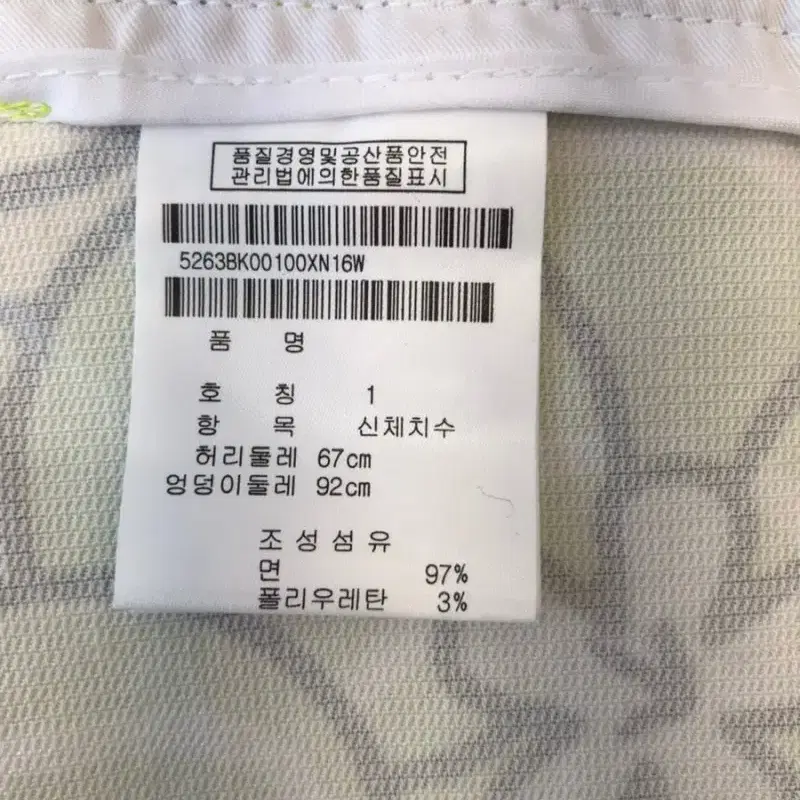 품질경영및공산품안전
관리법에의한품질표시
5263BK00100XN16W
품 명
호 칭 1
항 목 신체치수
허리둘레 67cm
엉덩이둘레 92cm
조성섬유
면 97%
폴리우레탄 3%